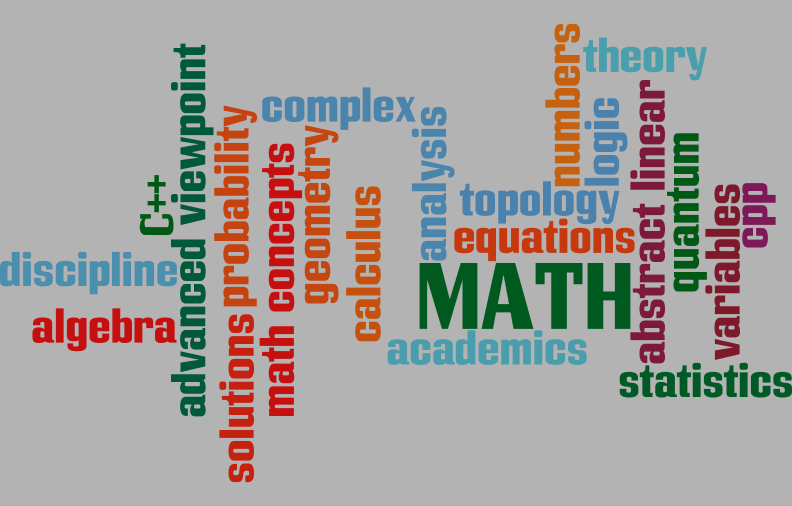 discipline
algebra
C++
advanced viewpoint
solutions
probability
math concepts
complex
geometry
calculus
analysis
numbers
theory
logic
topology
equations
MATH
academics
abstract linear
quantum
variables
cpp
statistics